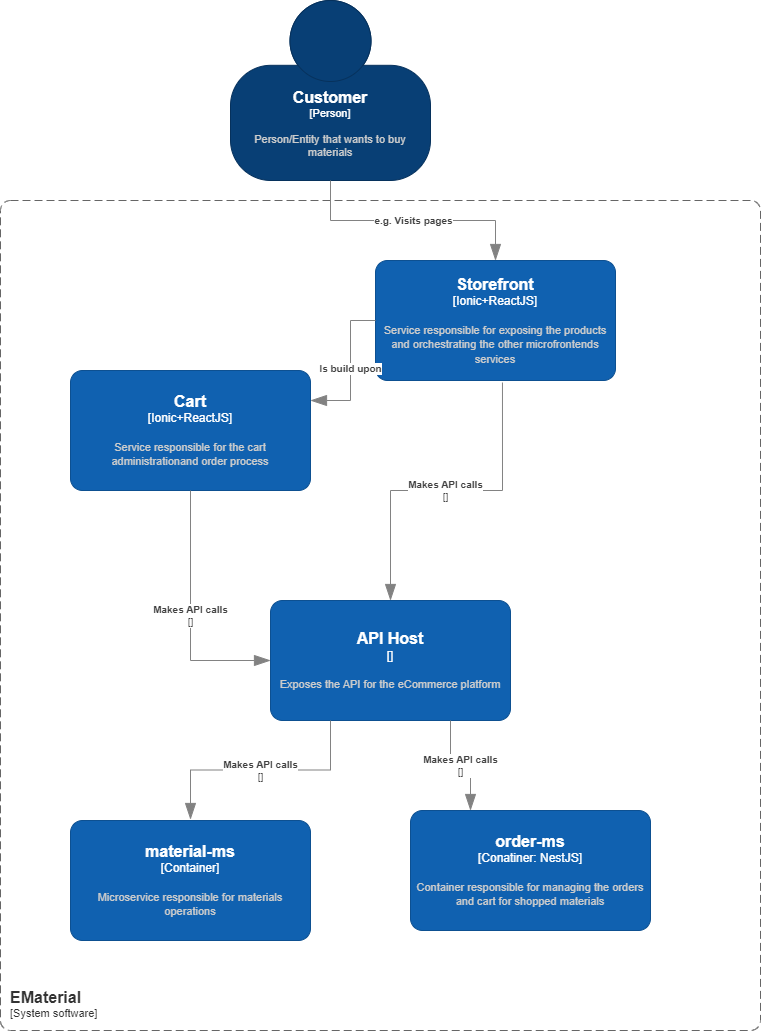 Customer
[Person]
Person/Entity that wants to buy
materials
e.g. Visits pages
Storefront
[Ionic+ReactJS]
Service responsible for exposing the products
and orchestrating the other microfrontends
services
Is build upon
Cart
[Ionic+ReactJS]
Service responsible for the cart
administrationand order process
Makes API calls
[]
Makes API calls
[]
API Host
[]
Exposes the API for the eCommerce platform
Makes API calls
[]
Makes API calls
[]
material-ms
[Container]
Microservice responsible for materials
operations
order-ms
[Conatiner: NestJS]
Container responsible for managing the orders
and cart for shopped materials
EMaterial
[System software]